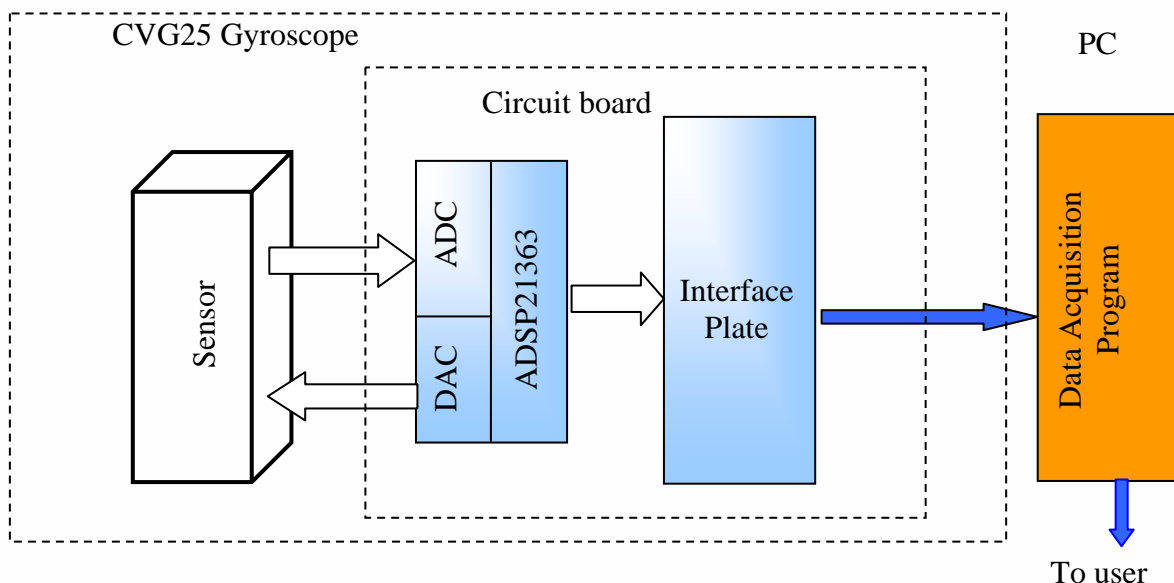 CVG25 Gyroscope
PC
Circuit board
Sensor
ADC
DAC
ADSP21363
Interface
Plate
Data Acquisition
Program
To user